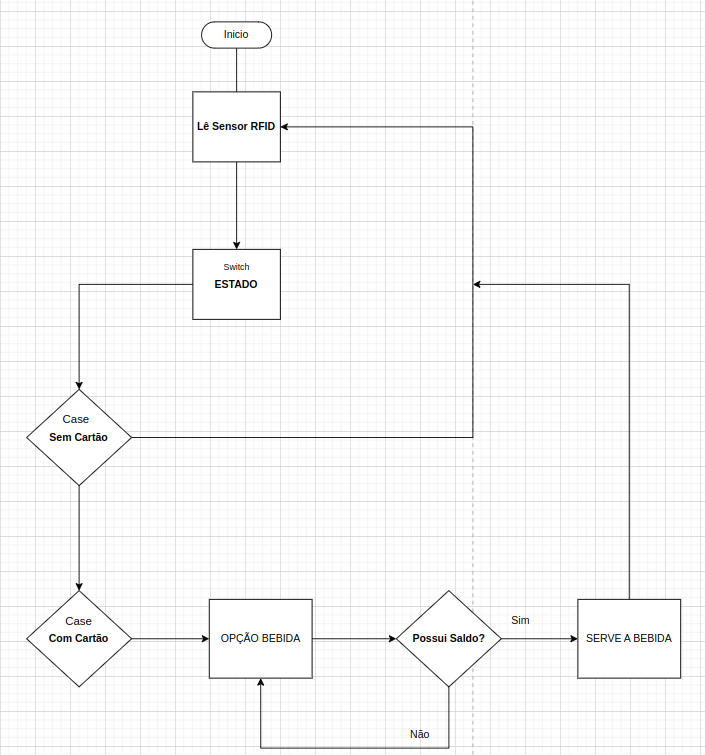 Inicio
Lê Sensor RFID
Switch
ESTADO
Case
Sem Cartão
Case
Com Cartão
OPÇÃO BEBIDA
Possui Saldo?
Sim
SERVE A BEBIDA
Não